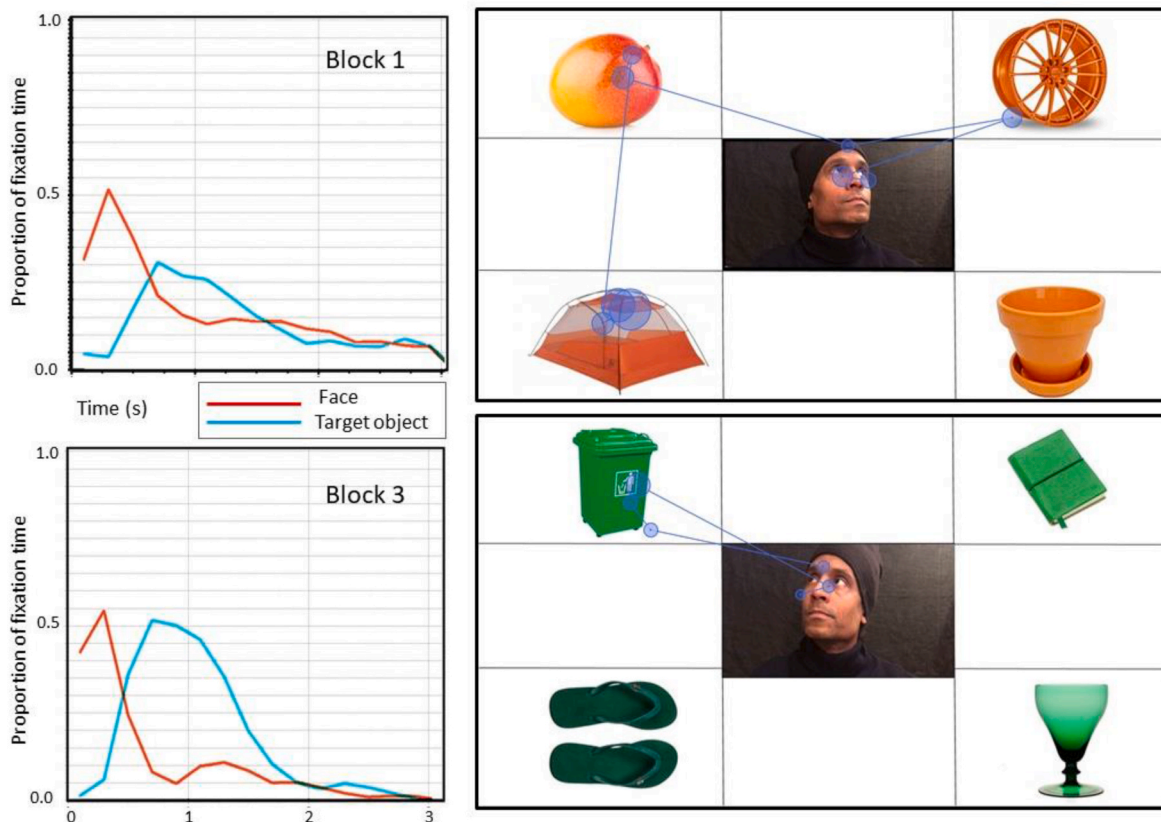 1.0
Block 1
Proportion of fixation time
0.5
0.0
Time (s)
Face
Target object
1.0
Block 3
Proportion of fixation time
0.5
0.0
0
1
2
3